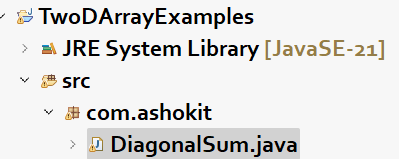 TwoDArrayExamples
JRE System Library [JavaSE-21]
src
com.ashokit
DiagonalSum.java